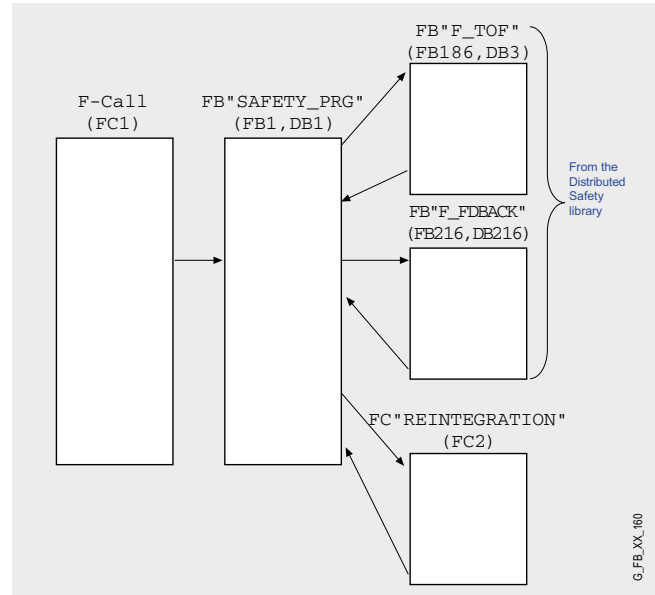 FB"F_TOF"
(FB186,DB3)
F-Call
(FC1)
FB"SAFETY_PRG"
(FB1,DB1)
From the
Distributed
Safety
library
FB"F_FDBACK"
(FB216,DB216)
FC"REINTEGRATION"
(FC2)
G_FB_XX_160